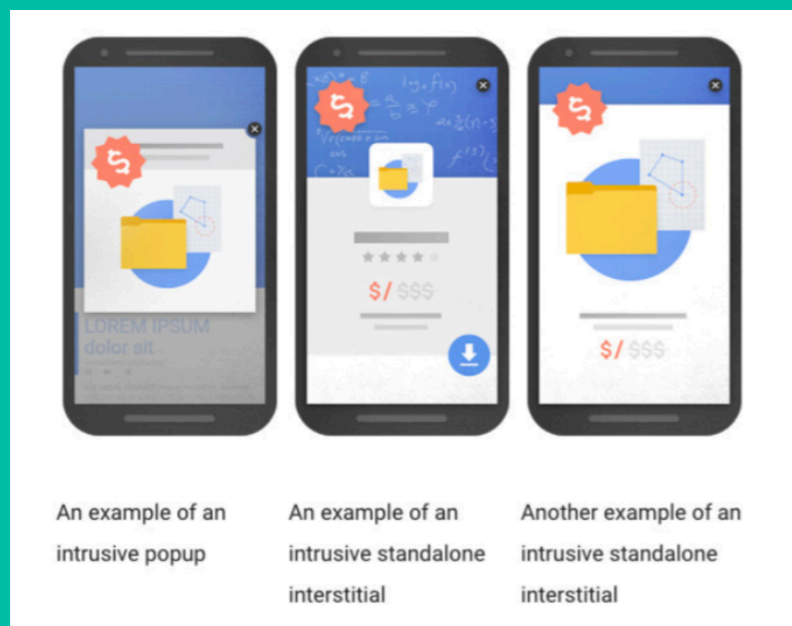 LOREM IPSUM
dolor sit
$/ $$$
$/ $$$
An example of an
intrusive popup
An example of an
intrusive standalone
interstitial
Another example of an
intrusive standalone
interstitial